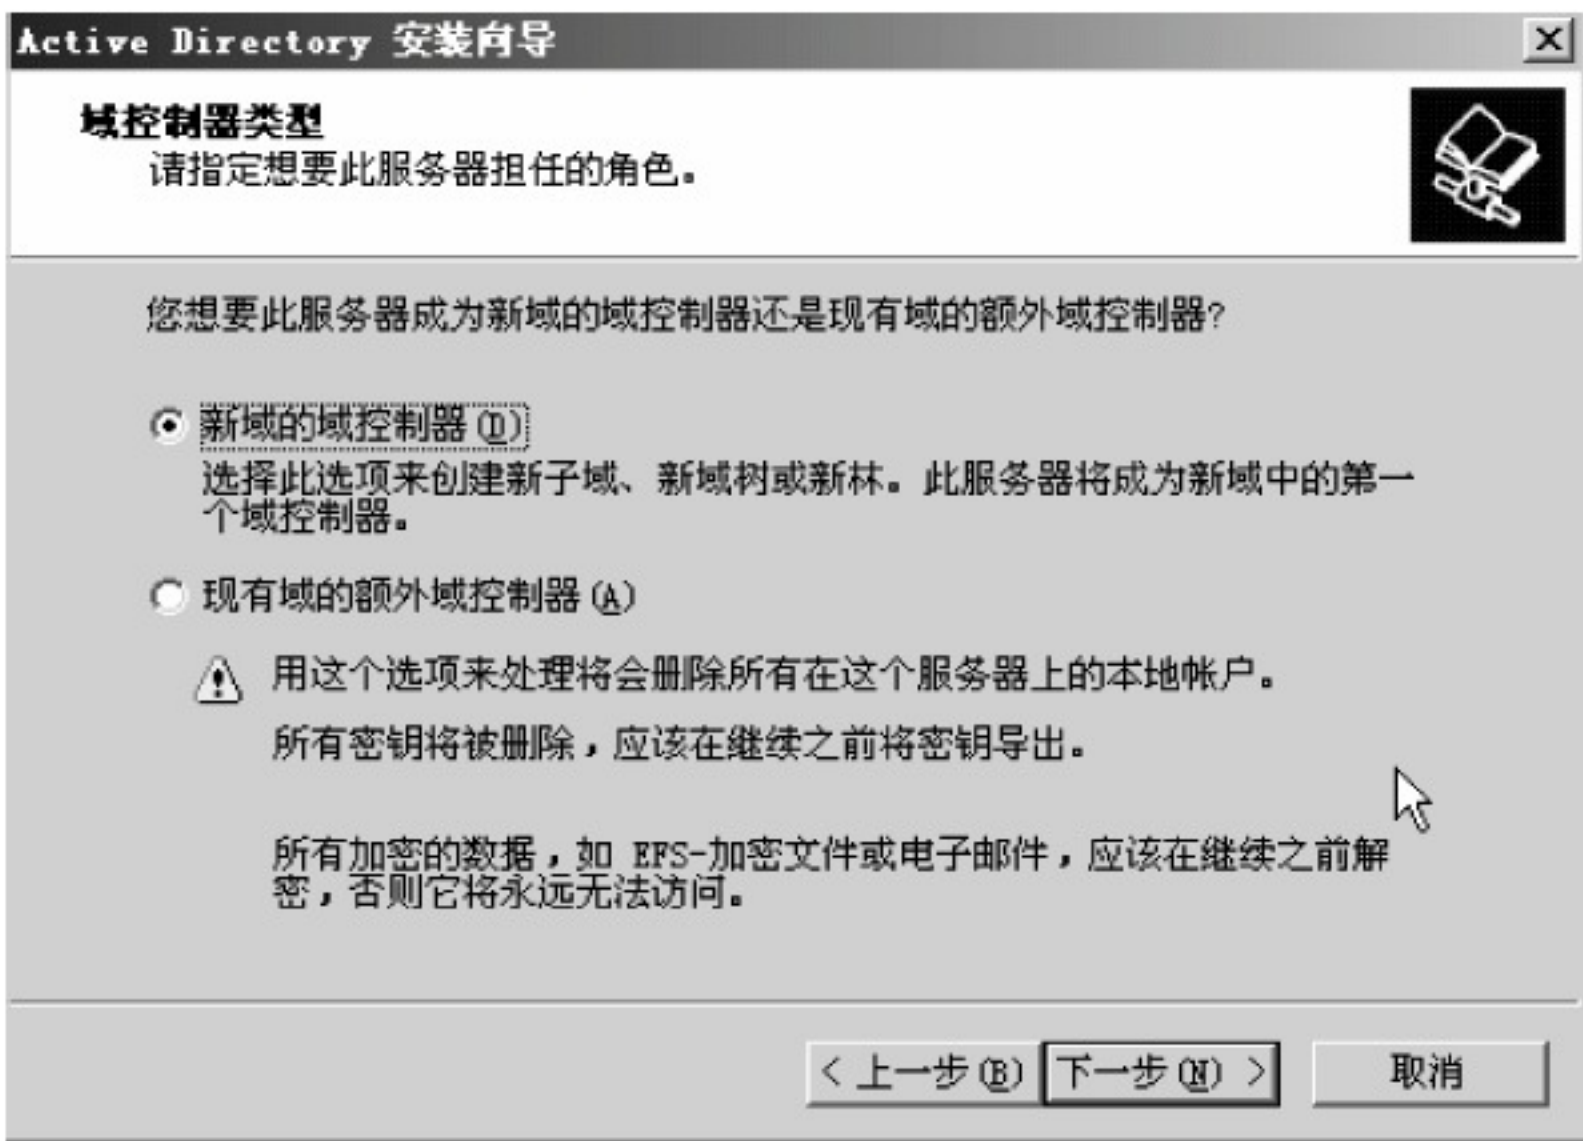 Active Directory 安装向导
域控制器类型
请指定想要此服务器担任的角色。
您想要此服务器成为新域的域控制器还是现有域的额外域控制器?
新域的域控制器(D)
选择此选项来创建新子域、新域树或新林。此服务器将成为新域中的第一
个域控制器。
现有域的额外域控制器(A)
用这个选项来处理将会删除所有在这个服务器上的本地帐户。
所有密钥将被删除，应该在继续之前将密钥导出。
所有加密的数据，如 EFS-加密文件或电子邮件，应该在继续之前解
密，否则它将永远无法访问。
< 上一步(B) 下一步(N) > 取消